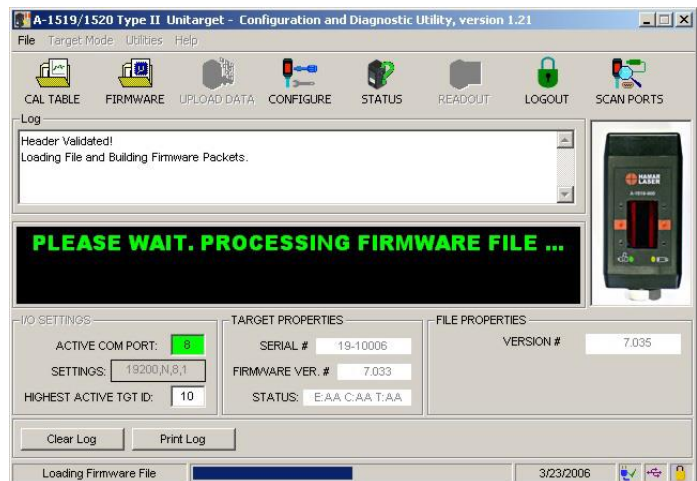 A-1519/1520 Type II Unitarget - Configuration and Diagnostic Utility, version 1.21
File Target Mode Utilities Help
CAL TABLE FIRMWARE UPLOAD DATA CONFIGURE STATUS READOUT LOGOUT SCAN PORTS
Log
Header Validated!
Loading File and Building Firmware Packets.
HAMAR
LASER
PLEASE WAIT. PROCESSING FIRMWARE FILE ...
I/O SETTINGS TARGET PROPERTIES FILE PROPERTIES
ACTIVE COM PORT: 8 SERIAL # 19-10006 VERSION # 7.035
SETTINGS: 19200,N,8,1 FIRMWARE VER. # 7.033
HIGHEST ACTIVE TGT ID: 10 STATUS: E:AA C:AA T:AA
Clear Log Print Log
Loading Firmware File 3/23/2006